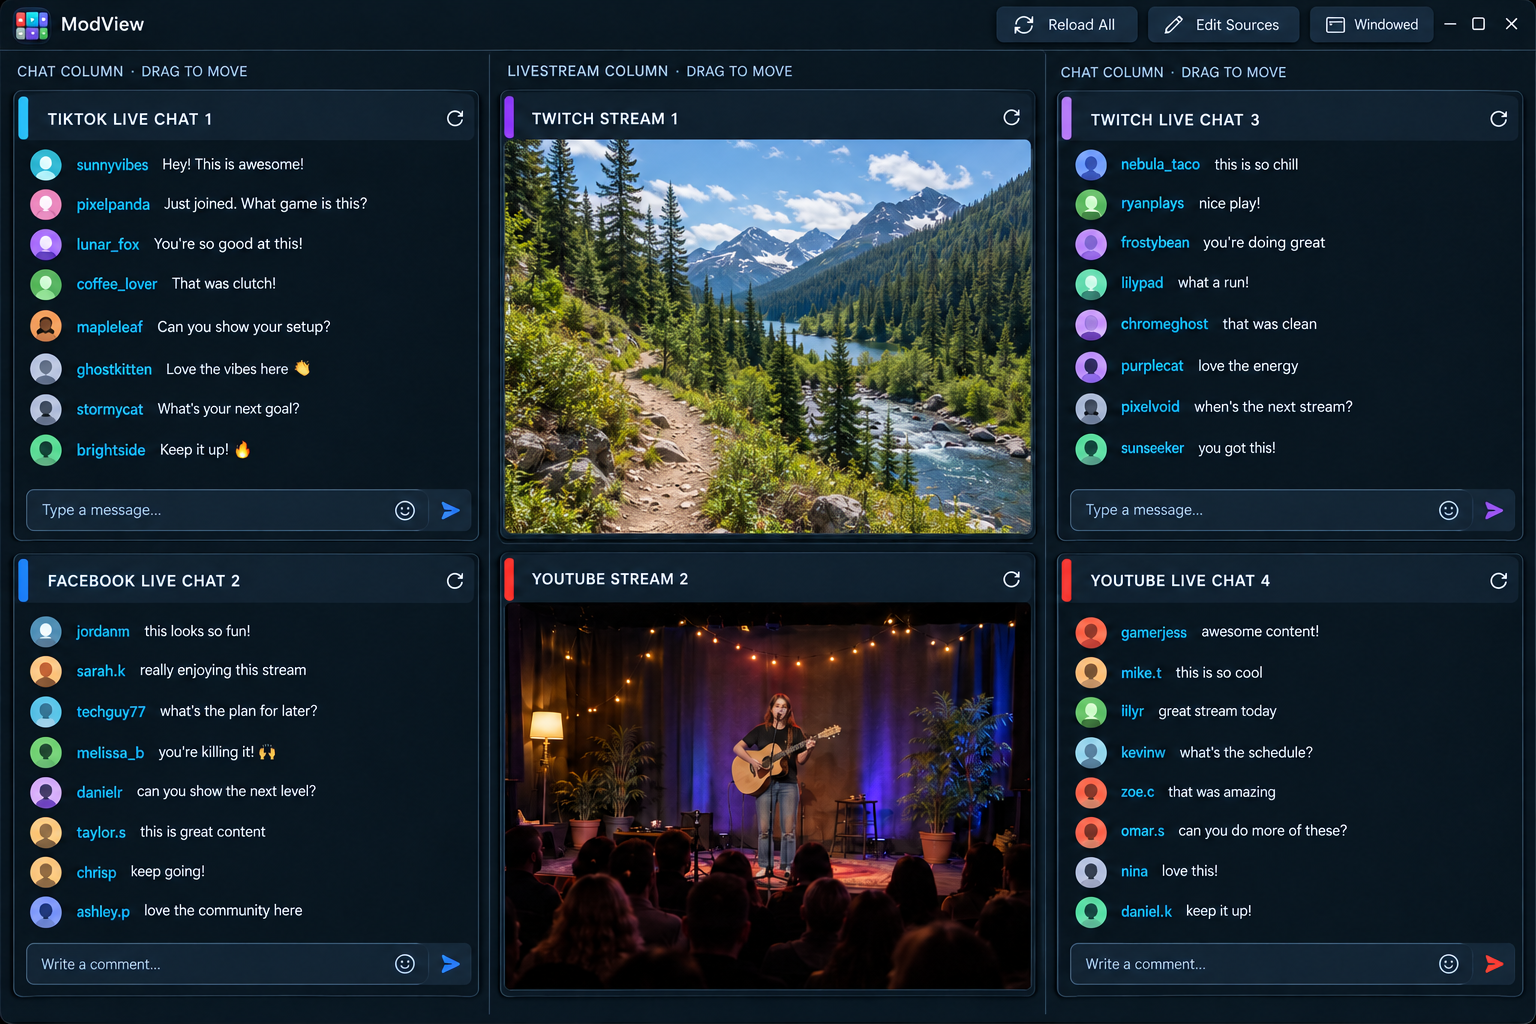 ModView
Reload All
Edit Sources
Windowed
CHAT COLUMN · DRAG TO MOVE
TIKTOK LIVE CHAT 1
sunnyvibes Hey! This is awesome!
pixelpanda Just joined. What game is this?
lunar_fox You're so good at this!
coffee_lover That was clutch!
mapleleaf Can you show your setup?
ghostkitten Love the vibes here 👏
stormycat What's your next goal?
brightside Keep it up! 🔥
Type a message...
FACEBOOK LIVE CHAT 2
jordanm this looks so fun!
sarah.k really enjoying this stream
techguy77 what's the plan for later?
melissa_b you're killing it! 🙌
danielr can you show the next level?
taylor.s this is great content
chrisp keep going!
ashley.p love the community here
Write a comment...
LIVESTREAM COLUMN · DRAG TO MOVE
TWITCH STREAM 1
YOUTUBE STREAM 2
CHAT COLUMN · DRAG TO MOVE
TWITCH LIVE CHAT 3
nebula_taco this is so chill
ryanplays nice play!
frostybean you're doing great
lilypad what a run!
chromeghost that was clean
purplecat love the energy
pixelvoid when's the next stream?
sunseeker you got this!
Type a message...
YOUTUBE LIVE CHAT 4
gamerjess awesome content!
mike.t this is so cool
iilyr great stream today
kevinw what's the schedule?
zoe.c that was amazing
omar.s can you do more of these?
nina love this!
daniel.k keep it up!
Write a comment...